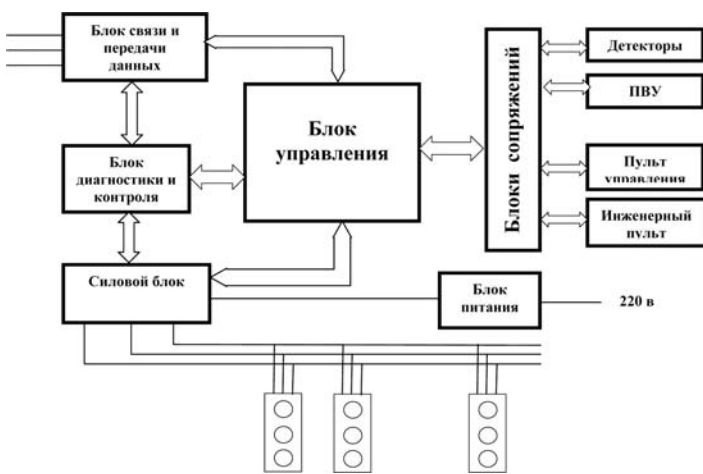 Блок связи и
передачи
данных
Блок
диагностики и
контроля
Силовой блок
Блок
управления
Блок
питания
220 в
Блоки сопряжений
Детекторы
ПВУ
Пульт
управления
Инженерный
пульт